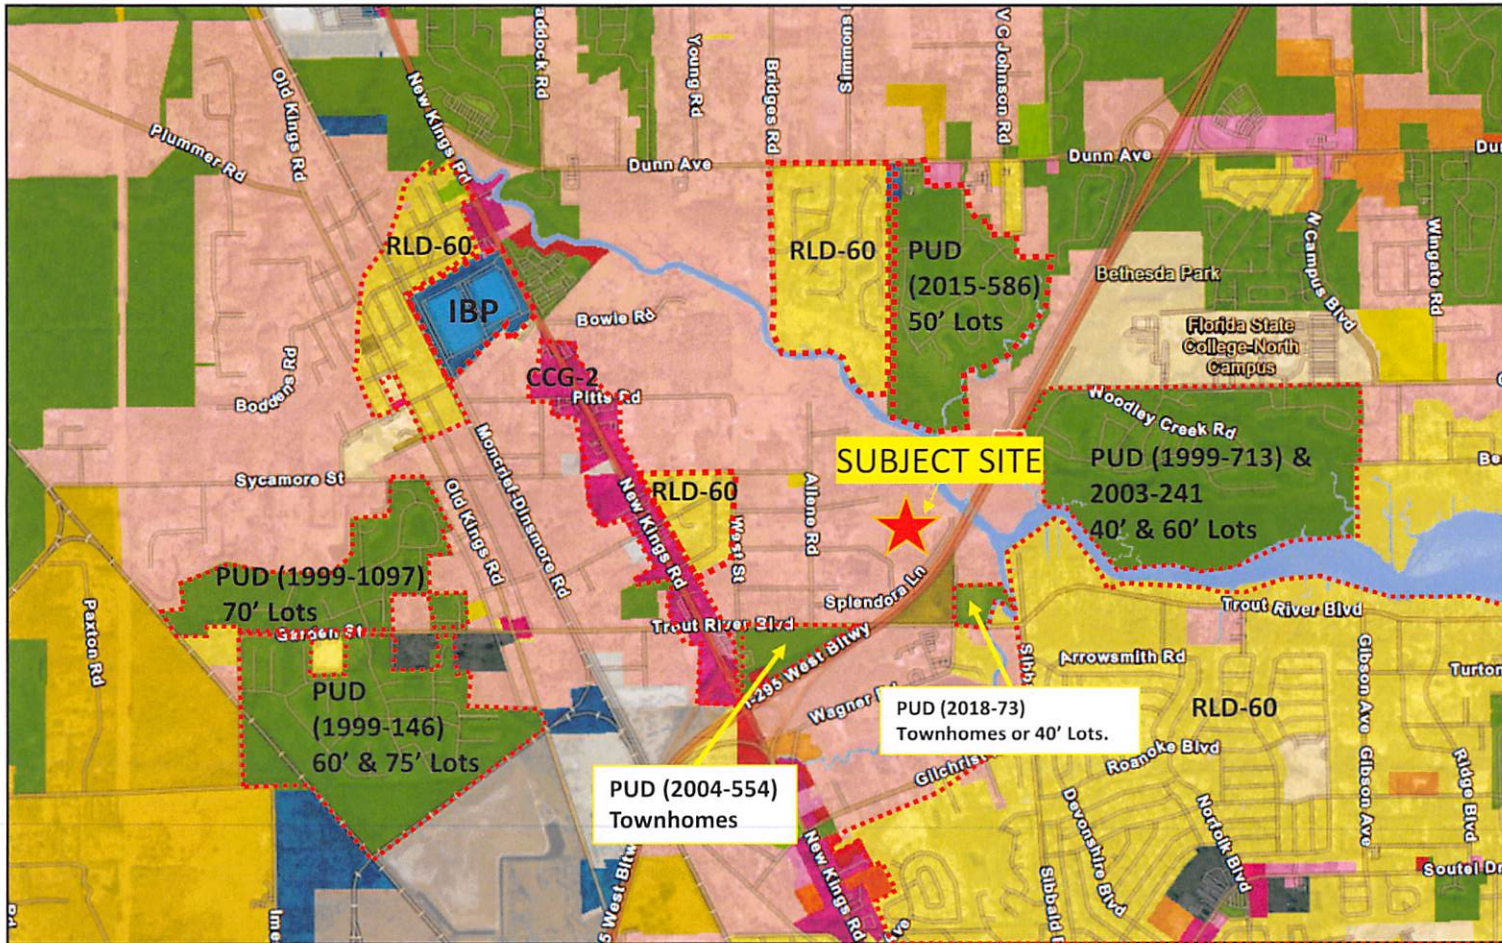 addock Rd
Young Rd
Bridges Rd
Simmons
V C Johnson Rd
Old Kings Rd
New Kings Rd
Plummer Rd
Dunn Ave
Dunn Ave
N Campus Blvd
Wingate Rd
RLD-60
RLD-60
PUD
(2015-586)
50' Lots
Bethesda Park
IBP
Bowie Rd
Florida State
College-North
Campus
CCG-2
Pitts Rd
Boddens Rd
Woodley Creek Rd
SUBJECT SITE
PUD (1999-713) &
2003-241
40' & 60' Lots
Sycamore St
Moncrief-Dinsmore Rd
Old Kings Rd
New Kings Rd
RLD-60
West St
Allene Rd
PUD (1999-1097)
70' Lots
Splendora Ln
Trout River Blvd
Trout River Blvd
Paxton Rd
I-295 West Bltwy
Arrowsmith Rd
Gibson Ave
Turton
PUD
(1999-146)
60' & 75' Lots
Wagner
PUD (2018-73)
Townhomes or 40' Lots.
RLD-60
Roanoke Blvd
Gilchrist
PUD (2004-554)
Townhomes
Devonshire Blvd
Norfolk Blvd
Gibson Ave
Ridge Blvd
New Kings Rd
5 West Bltwy
Sibbald
Soutel Dr
Ime